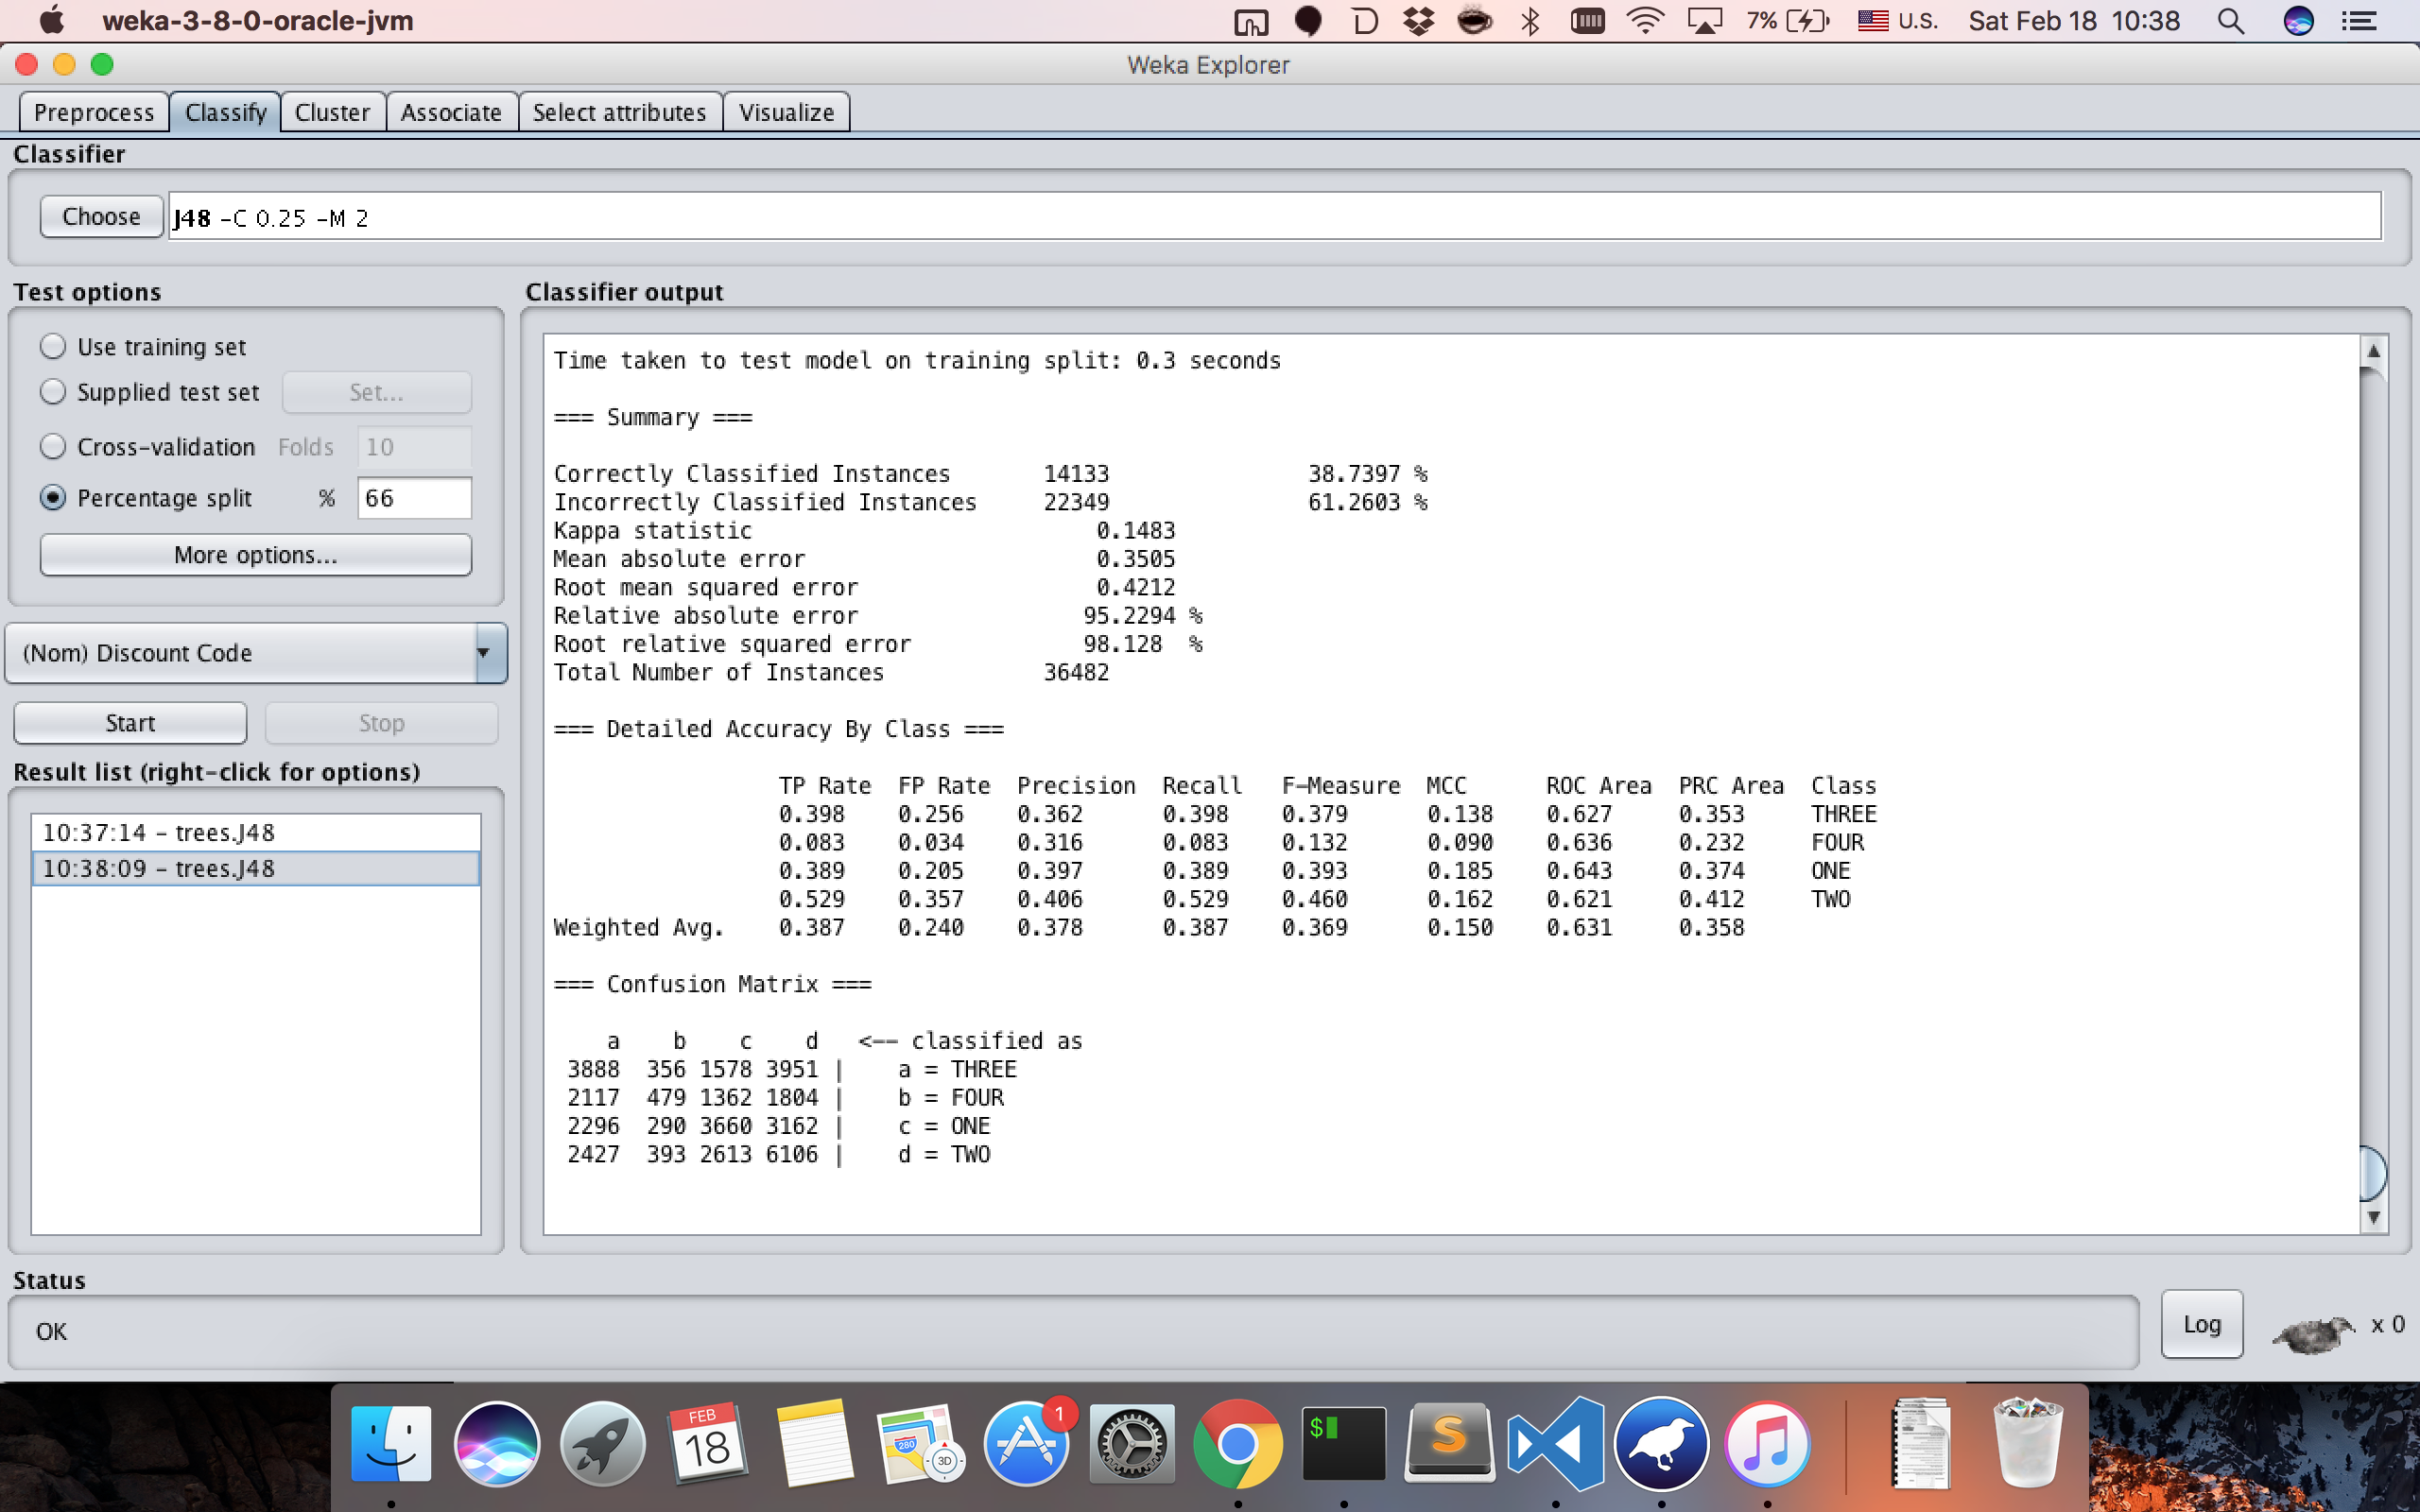 weka-3-8-0-oracle-jvm 7% U.S. Sat Feb 18 10:38
Weka Explorer
Preprocess Classify Cluster Associate Select attributes Visualize
Classifier
Choose J48 -C 0.25 -M 2
Test options
Use training set
Supplied test set Set...
Cross-validation Folds 10
Percentage split % 66
More options...
(Nom) Discount Code
Start Stop
Result list (right-click for options)
10:37:14 - trees.J48
10:38:09 - trees.J48
Classifier output
Time taken to test model on training split: 0.3 seconds
=== Summary ===
Correctly Classified Instances 14133 38.7397 %
Incorrectly Classified Instances 22349 61.2603 %
Kappa statistic 0.1483
Mean absolute error 0.3505
Root mean squared error 0.4212
Relative absolute error 95.2294 %
Root relative squared error 98.128 %
Total Number of Instances 36482
=== Detailed Accuracy By Class ===
TP Rate FP Rate Precision Recall F-Measure MCC ROC Area PRC Area Class
0.398 0.256 0.362 0.398 0.379 0.138 0.627 0.353 THREE
0.083 0.034 0.316 0.083 0.132 0.090 0.636 0.232 FOUR
0.389 0.205 0.397 0.389 0.393 0.185 0.643 0.374 ONE
0.529 0.357 0.406 0.529 0.460 0.162 0.621 0.412 TWO
Weighted Avg. 0.387 0.240 0.378 0.387 0.369 0.150 0.631 0.358
=== Confusion Matrix ===
a b c d <-- classified as
3888 356 1578 3951 | a = THREE
2117 479 1362 1804 | b = FOUR
2296 290 3660 3162 | c = ONE
2427 393 2613 6106 | d = TWO
Status
OK
Log x 0
FEB
18
280
3D
1
$
S